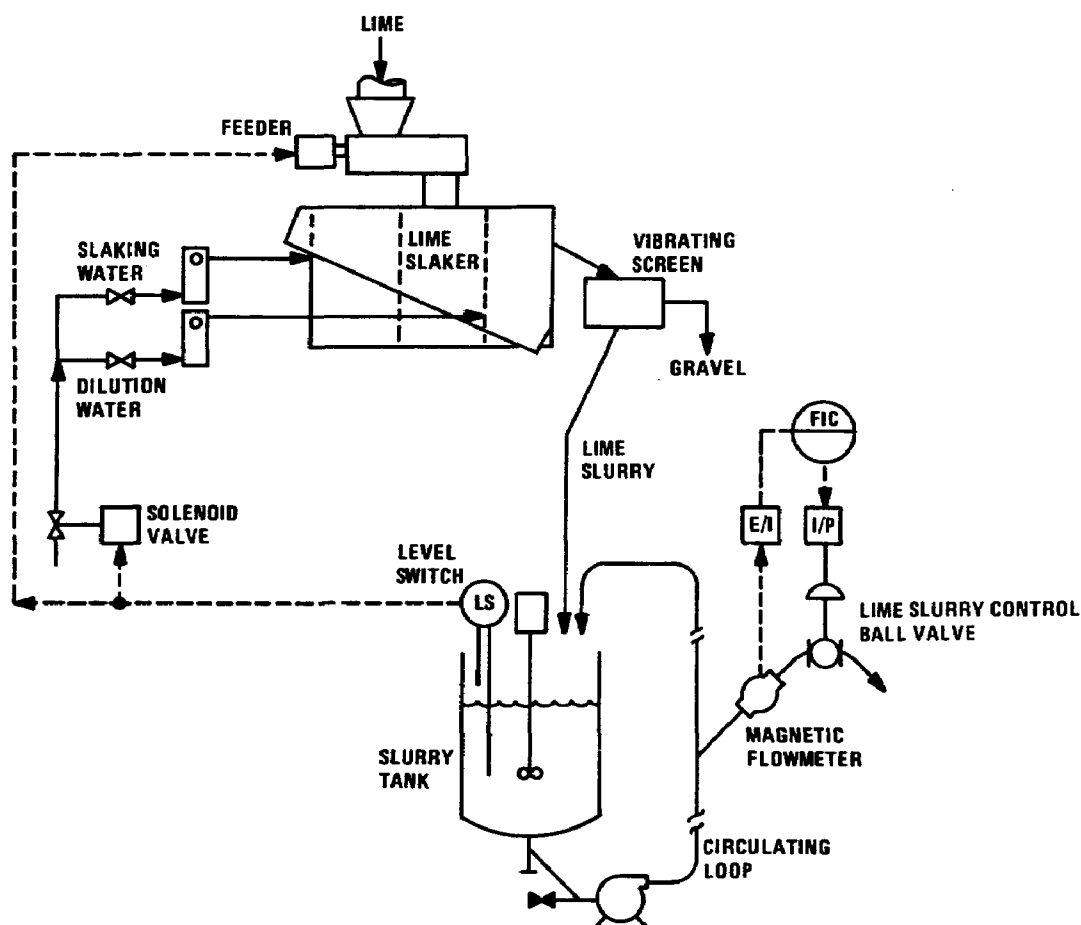 LIME
FEEDER
SLAKING
WATER
LIME
SLAKER
VIBRATING
SCREEN
DILUTION
WATER
GRAVEL
FIC
LIME
SLURRY
E/I
I/P
SOLENOID
VALVE
LEVEL
SWITCH
LS
LIME SLURRY CONTROL
BALL VALVE
SLURRY
TANK
MAGNETIC
FLOWMETER
CIRCULATING
LOOP